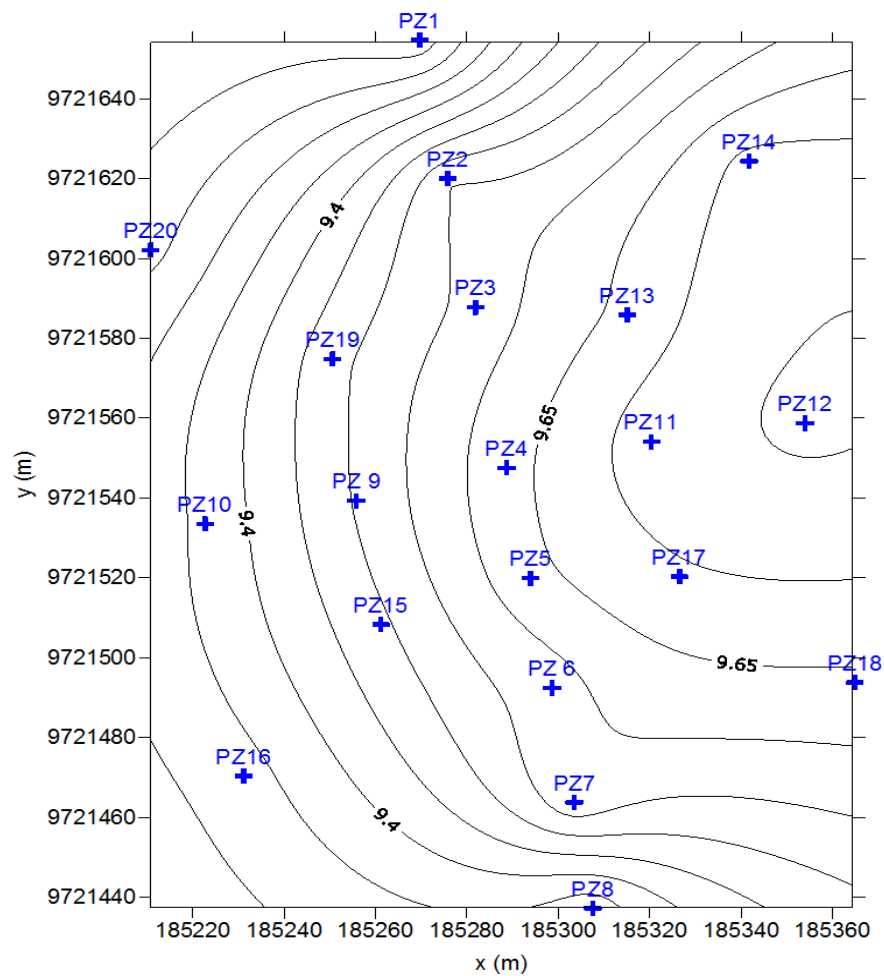 PZ1
9721640
PZ14
PZ2
9721620
9.4
PZ20
9721600
PZ3
PZ13
9721580
PZ19
9721560
PZ12
9.65
PZ11
PZ4
y (m)
PZ 9
9721540
PZ10
9.4
9721520
PZ5
PZ17
PZ15
9721500
9.65
PZ18
PZ 6
9721480
PZ16
PZ7
9721460
9.4
9721440
PZ8
185220 185240 185260 185280 185300 185320 185340 185360
x (m)